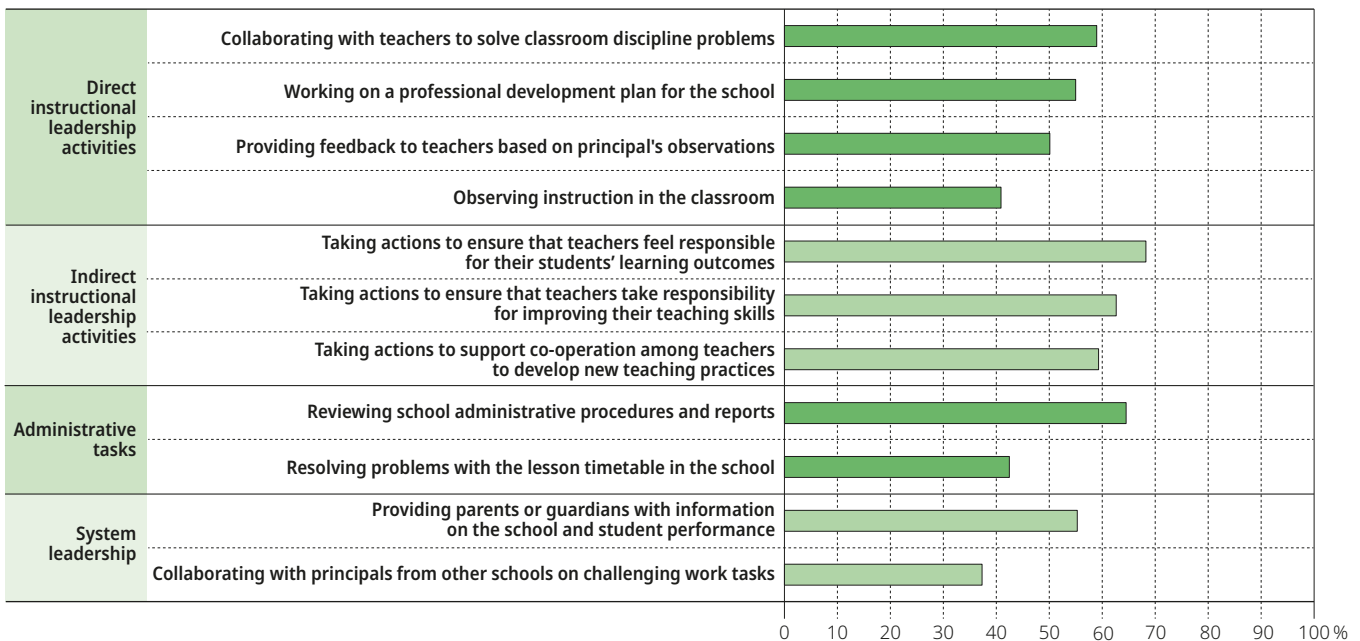 Direct
instructional
leadership
activities
Collaborating with teachers to solve classroom discipline problems
Working on a professional development plan for the school
Providing feedback to teachers based on principal's observations
Observing instruction in the classroom
Indirect
instructional
leadership
activities
Taking actions to ensure that teachers feel responsible
for their students’ learning outcomes
Taking actions to ensure that teachers take responsibility
for improving their teaching skills
Taking actions to support co-operation among teachers
to develop new teaching practices
Administrative
tasks
Reviewing school administrative procedures and reports
Resolving problems with the lesson timetable in the school
System
leadership
Providing parents or guardians with information
on the school and student performance
Collaborating with principals from other schools on challenging work tasks
0 10 20 30 40 50 60 70 80 90 100 %